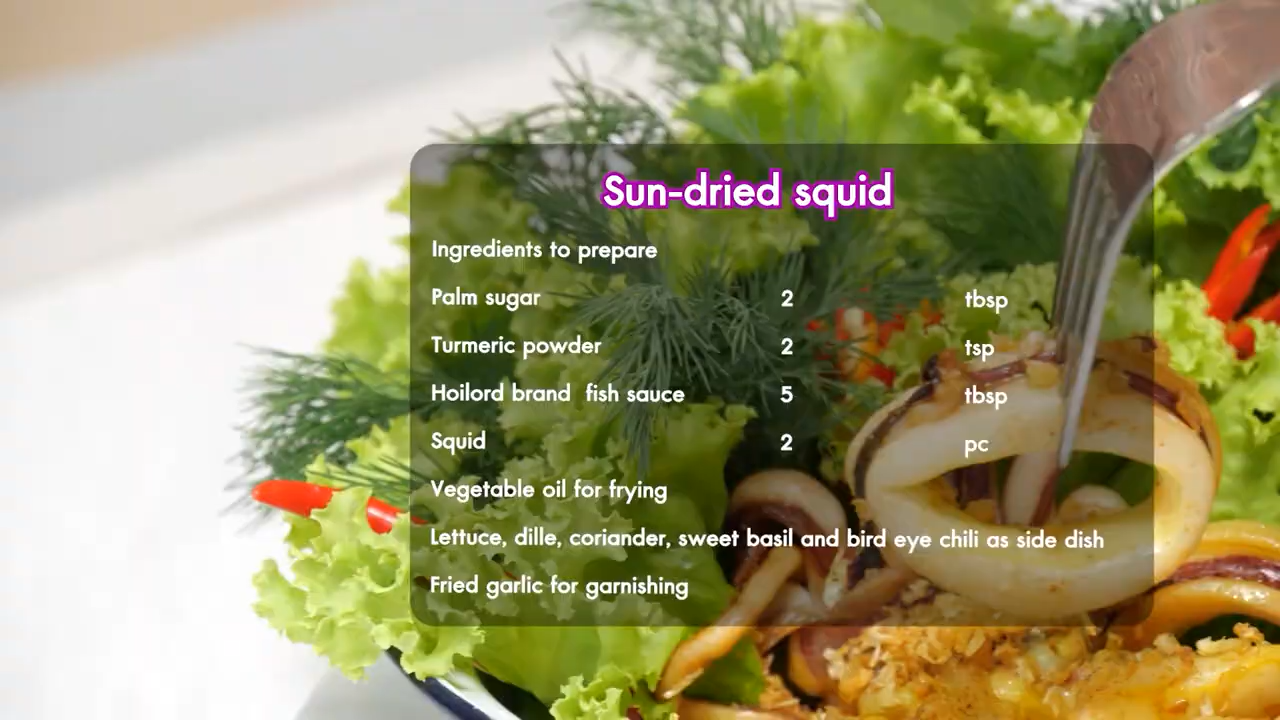 Sun-dried squid
Ingredients to prepare
Palm sugar 2 tbsp
Turmeric powder 2 tsp
Hoilord brand fish sauce 5 tbsp
Squid 2 pc
Vegetable oil for frying
Lettuce, dille, coriander, sweet basil and bird eye chili as side dish
Fried garlic for garnishing